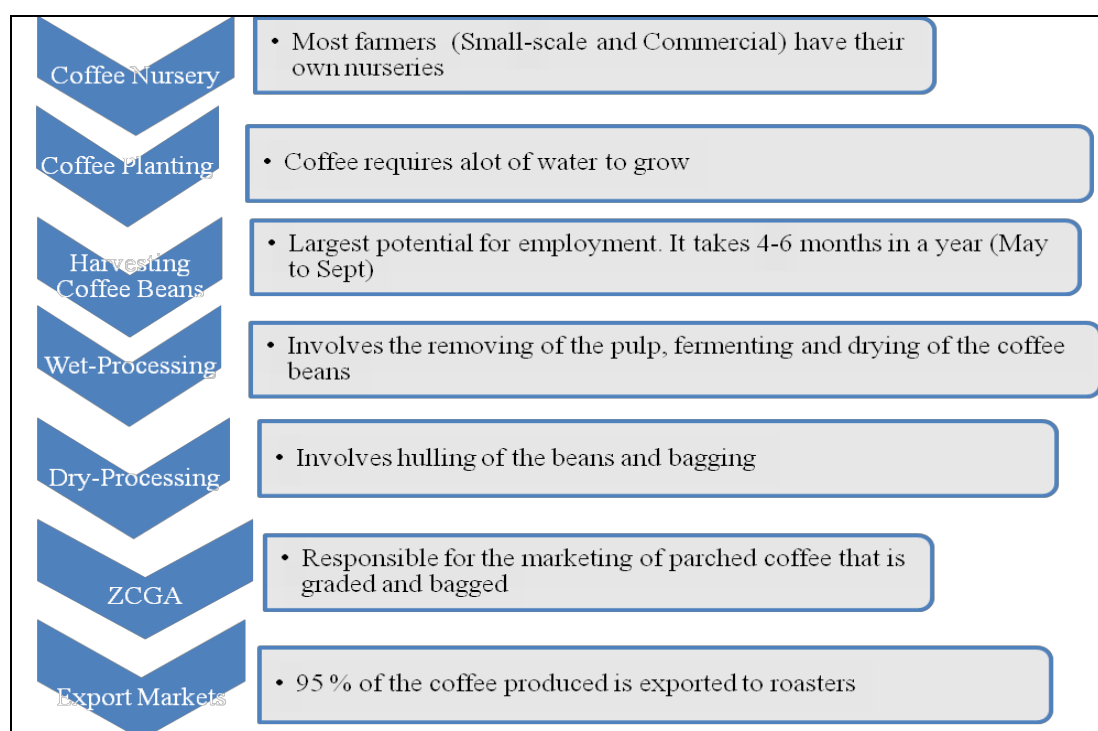 Coffee Nursery
• Most farmers (Small-scale and Commercial) have their
own nurseries
Coffee Planting
• Coffee requires alot of water to grow
Harvesting
Coffee Beans
• Largest potential for employment. It takes 4-6 months in a year (May
to Sept)
Wet-Processing
• Involves the removing of the pulp, fermenting and drying of the coffee
beans
Dry-Processing
• Involves hulling of the beans and bagging
ZCGA
• Responsible for the marketing of parched coffee that is
graded and bagged
Export Markets
• 95 % of the coffee produced is exported to roasters